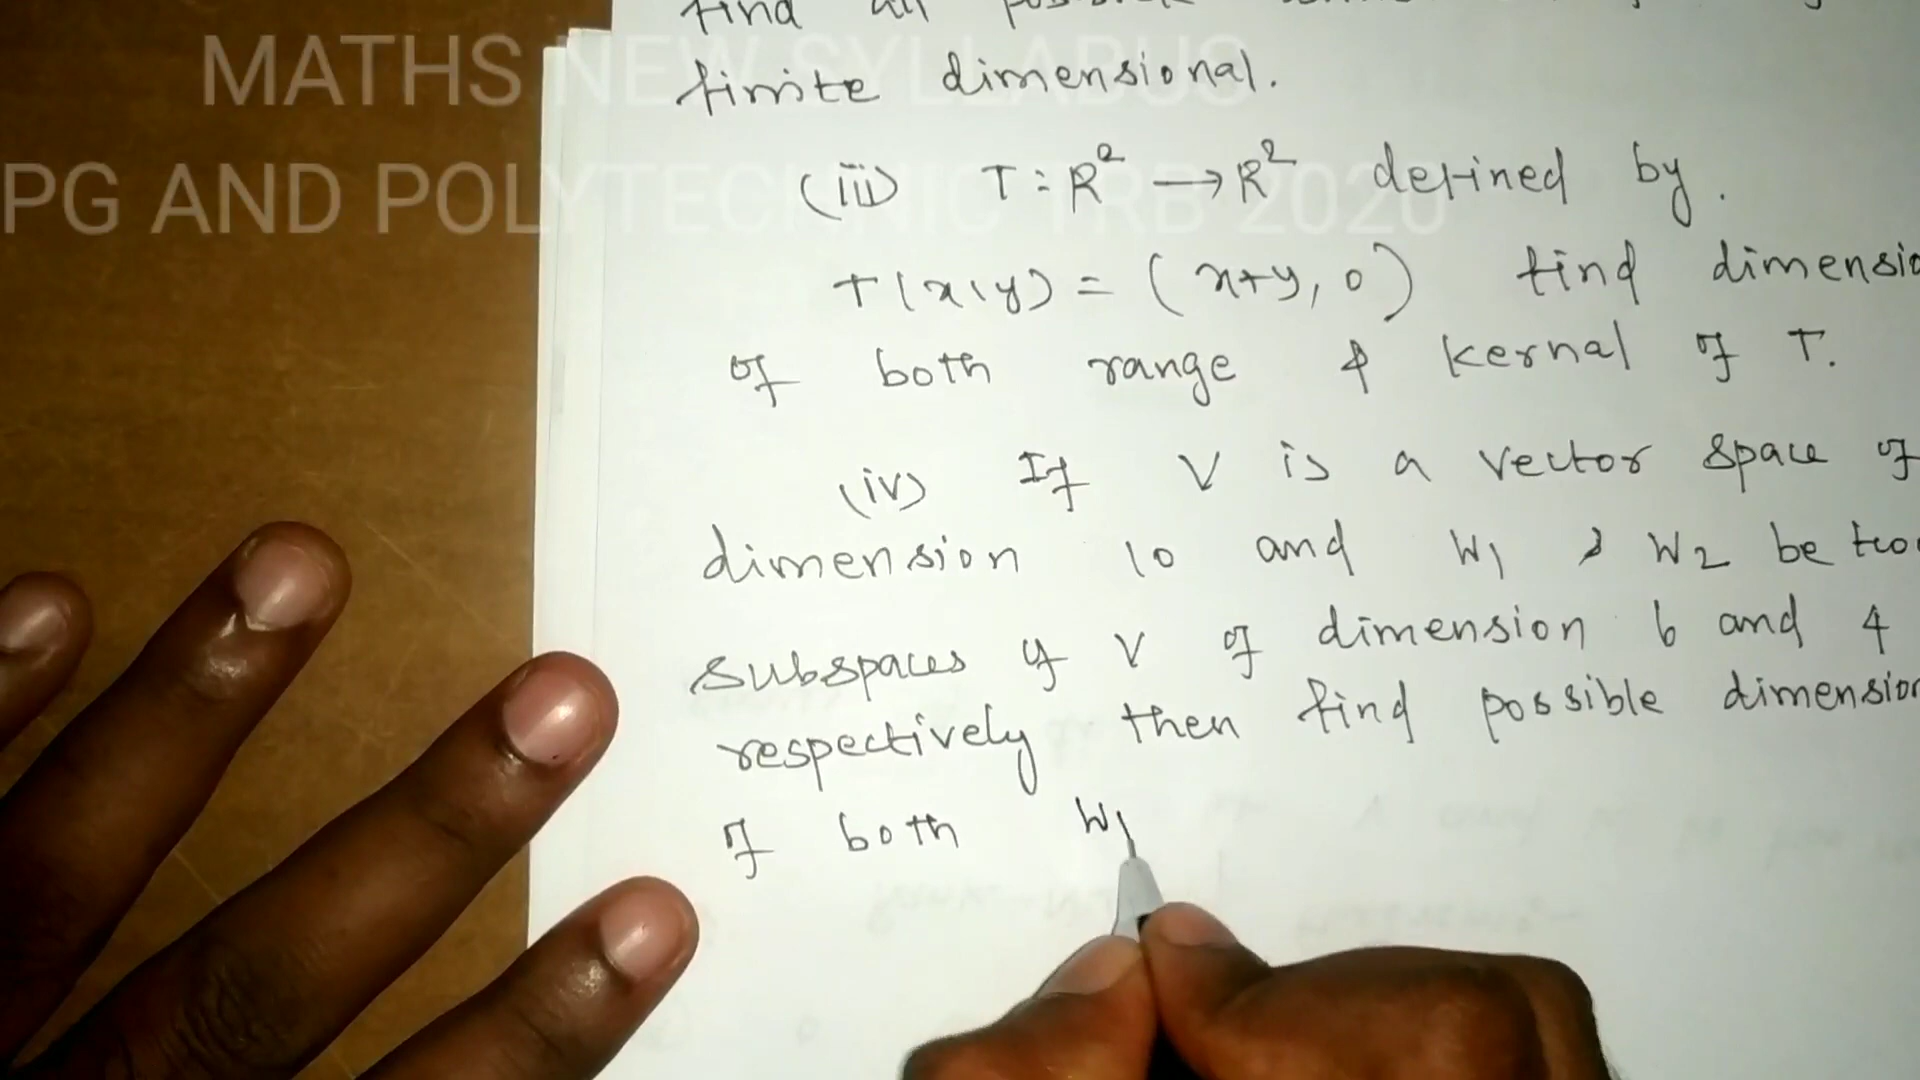 find all
finite dimensional.
MATHS NEW SYLLABUS
PG AND POLYTECHNIC TRB 2020
(iii) T: R² → R² defined by.
T(x,y) = (x+y, 0) find dimensio
of both range & kernal of T.
(iv) If V is a vector space of
dimension 10 and W1 & W2 be two
subspaces of V of dimension 6 and 4
respectively then find possible dimension
of both W1